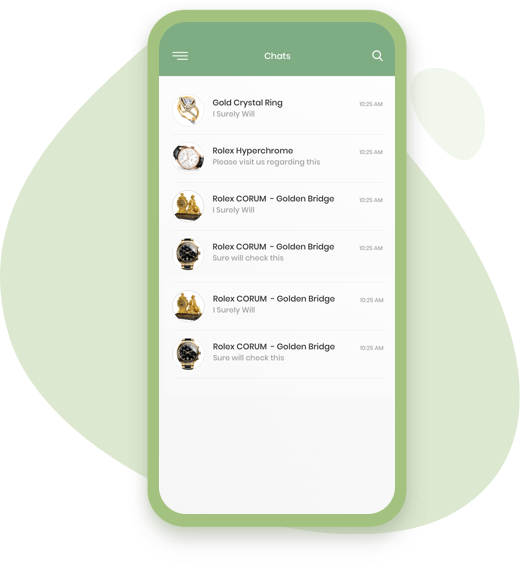 Chats
Gold Crystal Ring 10:25 AM
I Surely Will
Rolex Hyperchrome 10:25 AM
Please visit us regarding this
Rolex CORUM - Golden Bridge 10:25 AM
I Surely Will
Rolex CORUM - Golden Bridge 10:25 AM
Sure will check this
Rolex CORUM - Golden Bridge 10:25 AM
I Surely Will
Rolex CORUM - Golden Bridge 10:25 AM
Sure will check this